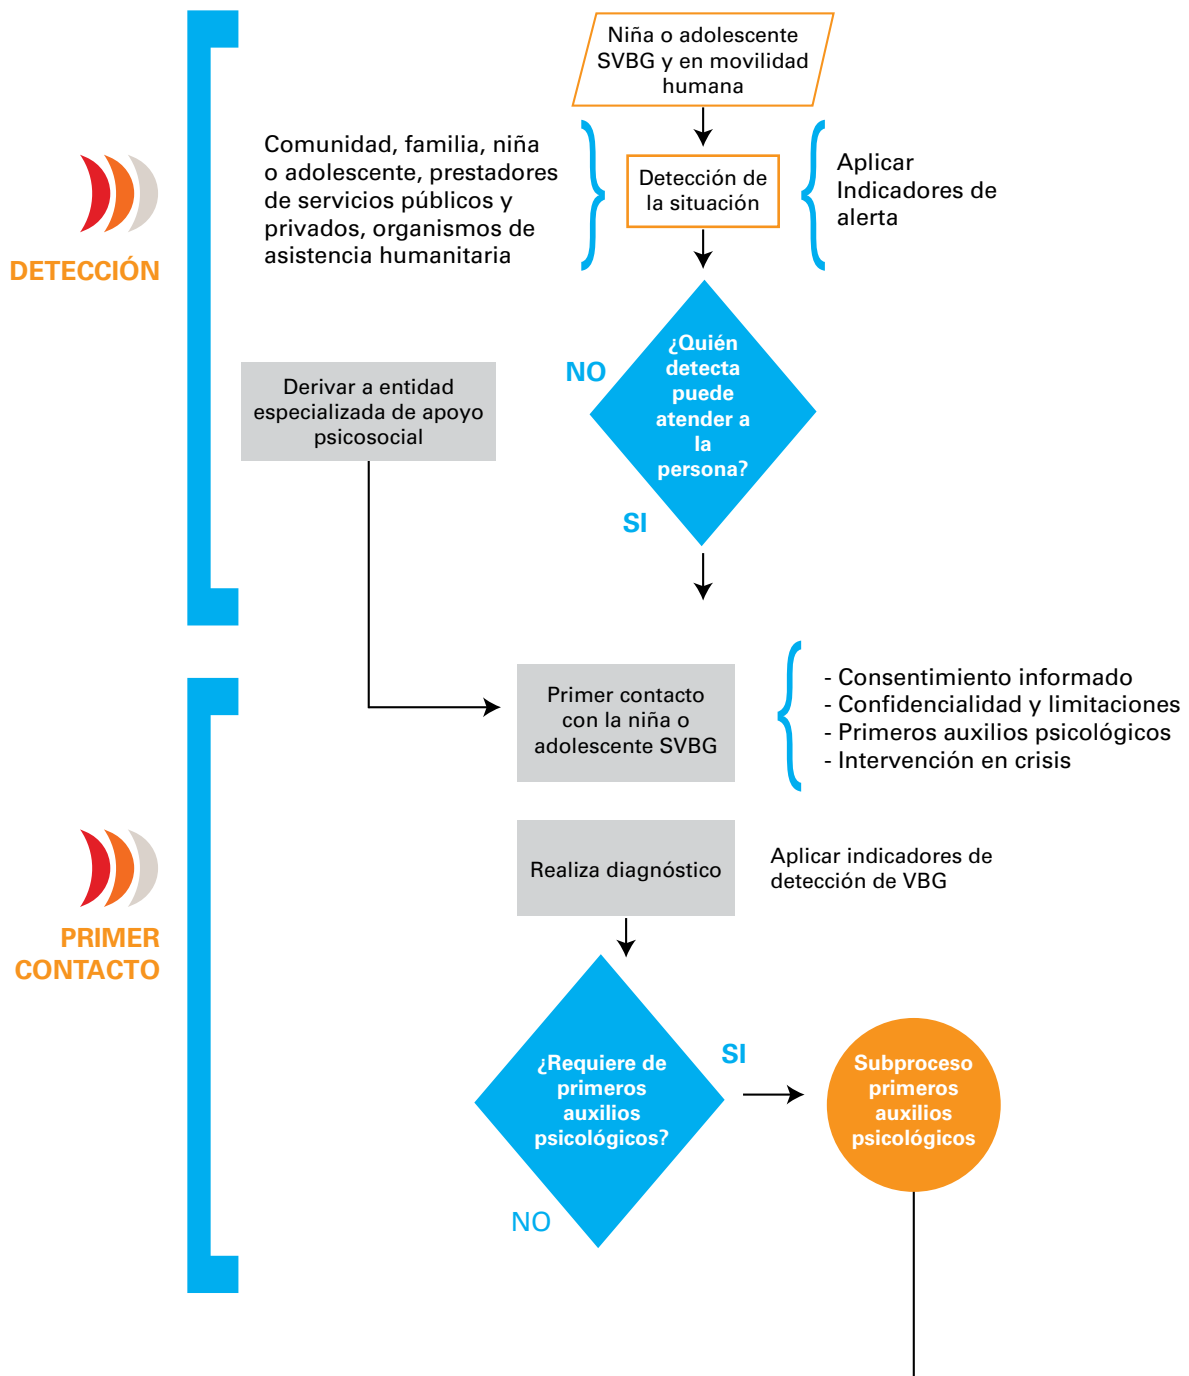 Niña o adolescente
SVBG y en movilidad
humana
Comunidad, familia, niña
o adolescente, prestadores
de servicios públicos y
privados, organismos de
asistencia humanitaria
Detección de
la situación
Aplicar
Indicadores de
alerta
DETECCIÓN
¿Quién
detecta
puede
atender a
la
persona?
NO
Derivar a entidad
especializada de apoyo
psicosocial
SI
Primer contacto
con la niña o
adolescente SVBG
- Consentimiento informado
- Confidencialidad y limitaciones
- Primeros auxilios psicológicos
- Intervención en crisis
Realiza diagnóstico
Aplicar indicadores de
detección de VBG
PRIMER
CONTACTO
¿Requiere de
primeros
auxilios
psicológicos?
SI
Subproceso
primeros
auxilios
psicológicos
NO